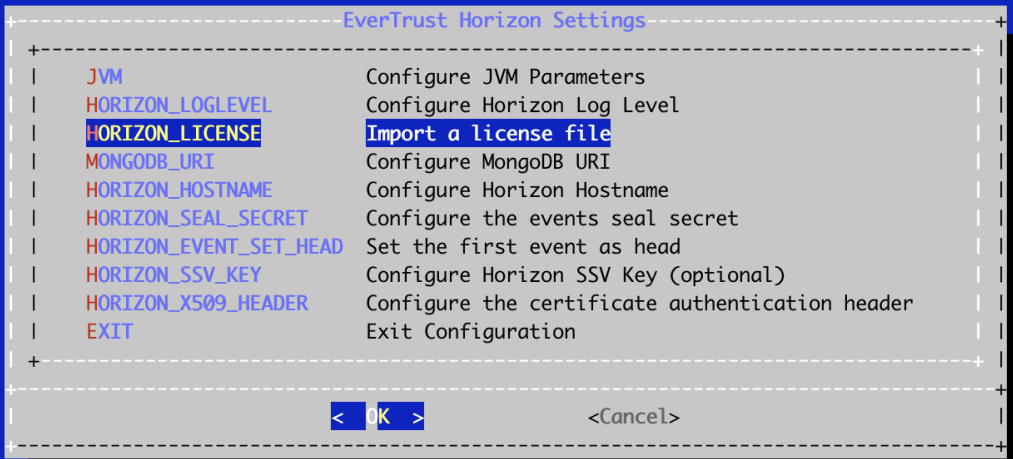 EverTrust Horizon Settings
JVM Configure JVM Parameters
HORIZON_LOGLEVEL Configure Horizon Log Level
HORIZON_LICENSE Import a license file
MONGODB_URI Configure MongoDB URI
HORIZON_HOSTNAME Configure Horizon Hostname
HORIZON_SEAL_SECRET Configure the events seal secret
HORIZON_EVENT_SET_HEAD Set the first event as head
HORIZON_SSV_KEY Configure Horizon SSV Key (optional)
HORIZON_X509_HEADER Configure the certificate authentication header
EXIT Exit Configuration
< OK > <Cancel>